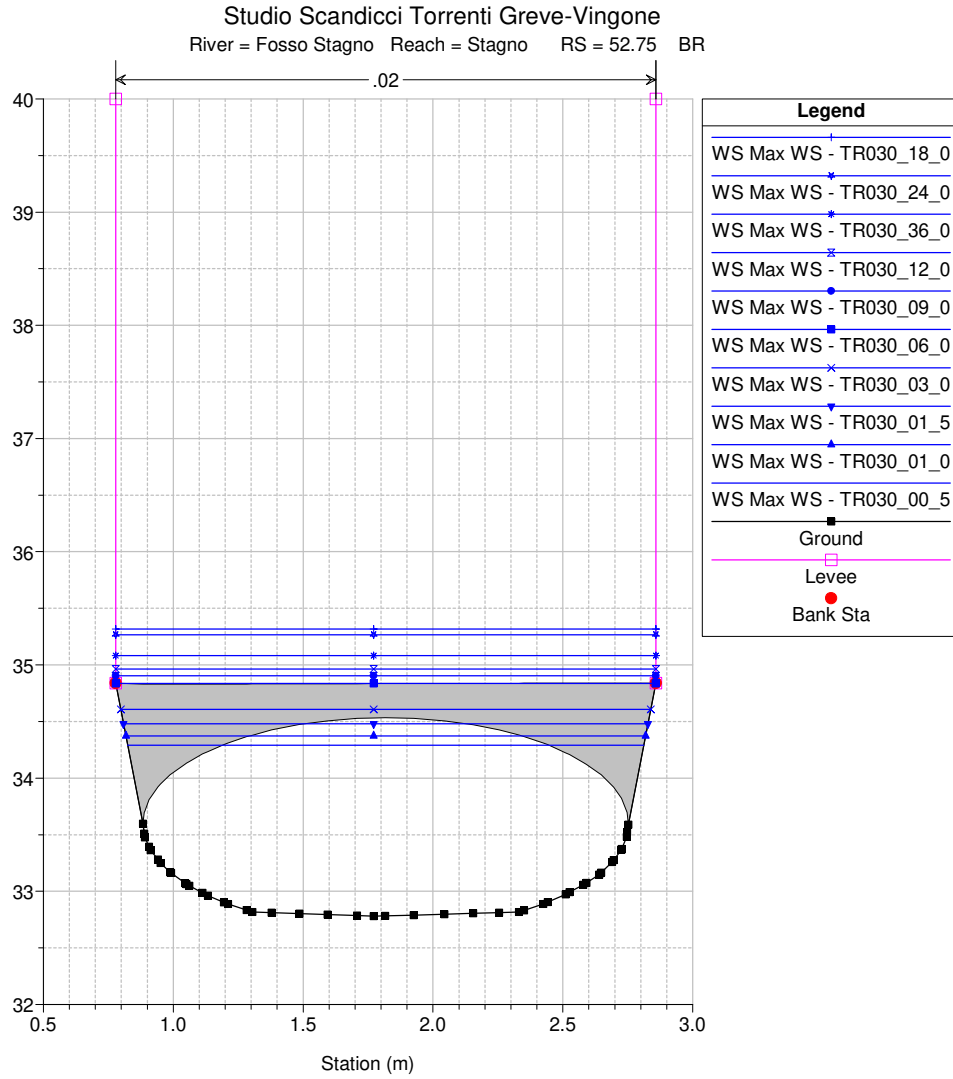 Studio Scandicci Torrenti Greve-Vingone
River = Fosso Stagno Reach = Stagno RS = 52.75 BR
.02
40
39
38
37
36
35
34
33
32
0.5 1.0 1.5 2.0 2.5 3.0
Station (m)
Legend
WS Max WS - TR030_18_0
WS Max WS - TR030_24_0
WS Max WS - TR030_36_0
WS Max WS - TR030_12_0
WS Max WS - TR030_09_0
WS Max WS - TR030_06_0
WS Max WS - TR030_03_0
WS Max WS - TR030_01_5
WS Max WS - TR030_01_0
WS Max WS - TR030_00_5
Ground
Levee
Bank Sta